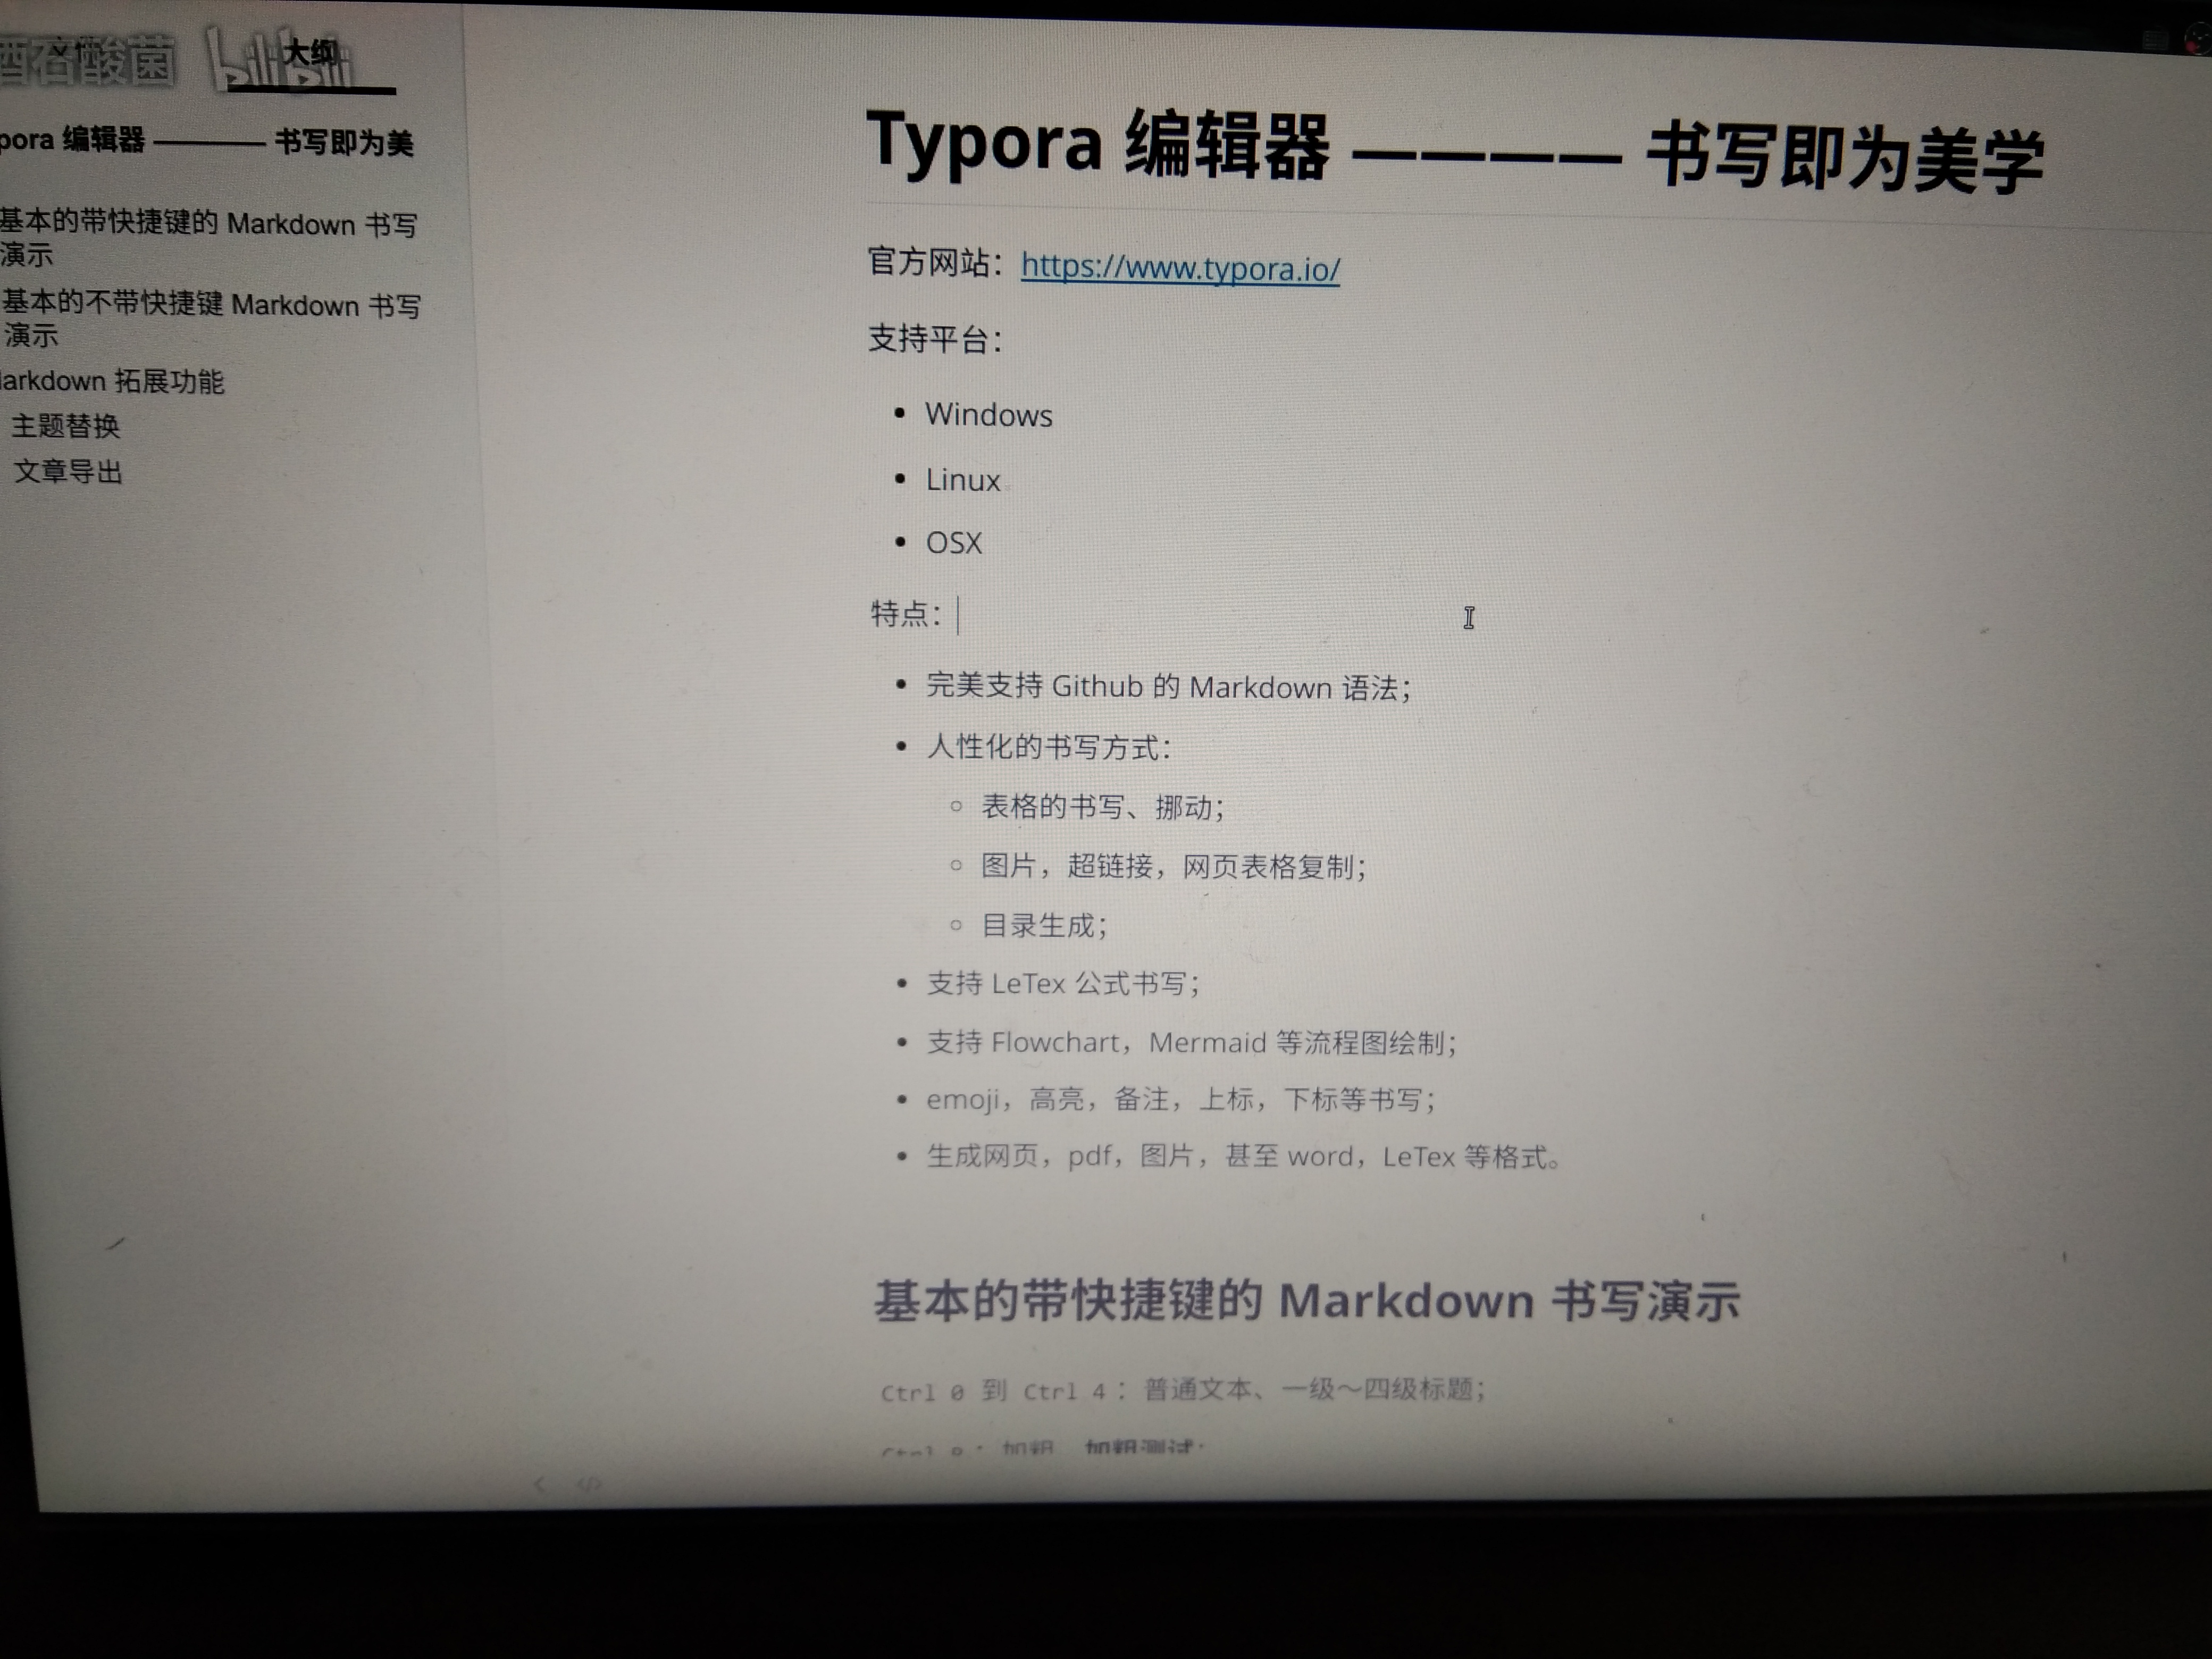 酒石酸菌 bilibili
大纲
pora 编辑器 ———— 书写即为美
基本的带快捷键的 Markdown 书写
演示
基本的不带快捷键 Markdown 书写
演示
arkdown 拓展功能
主题替换
文章导出
Typora 编辑器 ———— 书写即为美学
官方网站：https://www.typora.io/
支持平台：
• Windows
• Linux
• OSX
特点：
• 完美支持 Github 的 Markdown 语法；
• 人性化的书写方式：
○ 表格的书写、挪动；
○ 图片，超链接，网页表格复制；
○ 目录生成；
• 支持 LeTex 公式书写；
• 支持 Flowchart，Mermaid 等流程图绘制；
• emoji，高亮，备注，上标，下标等书写；
• 生成网页，pdf，图片，甚至 word，LeTex 等格式。
基本的带快捷键的 Markdown 书写演示
Ctrl 0 到 Ctrl 4：普通文本、一级～四级标题；
加粗 加粗测试